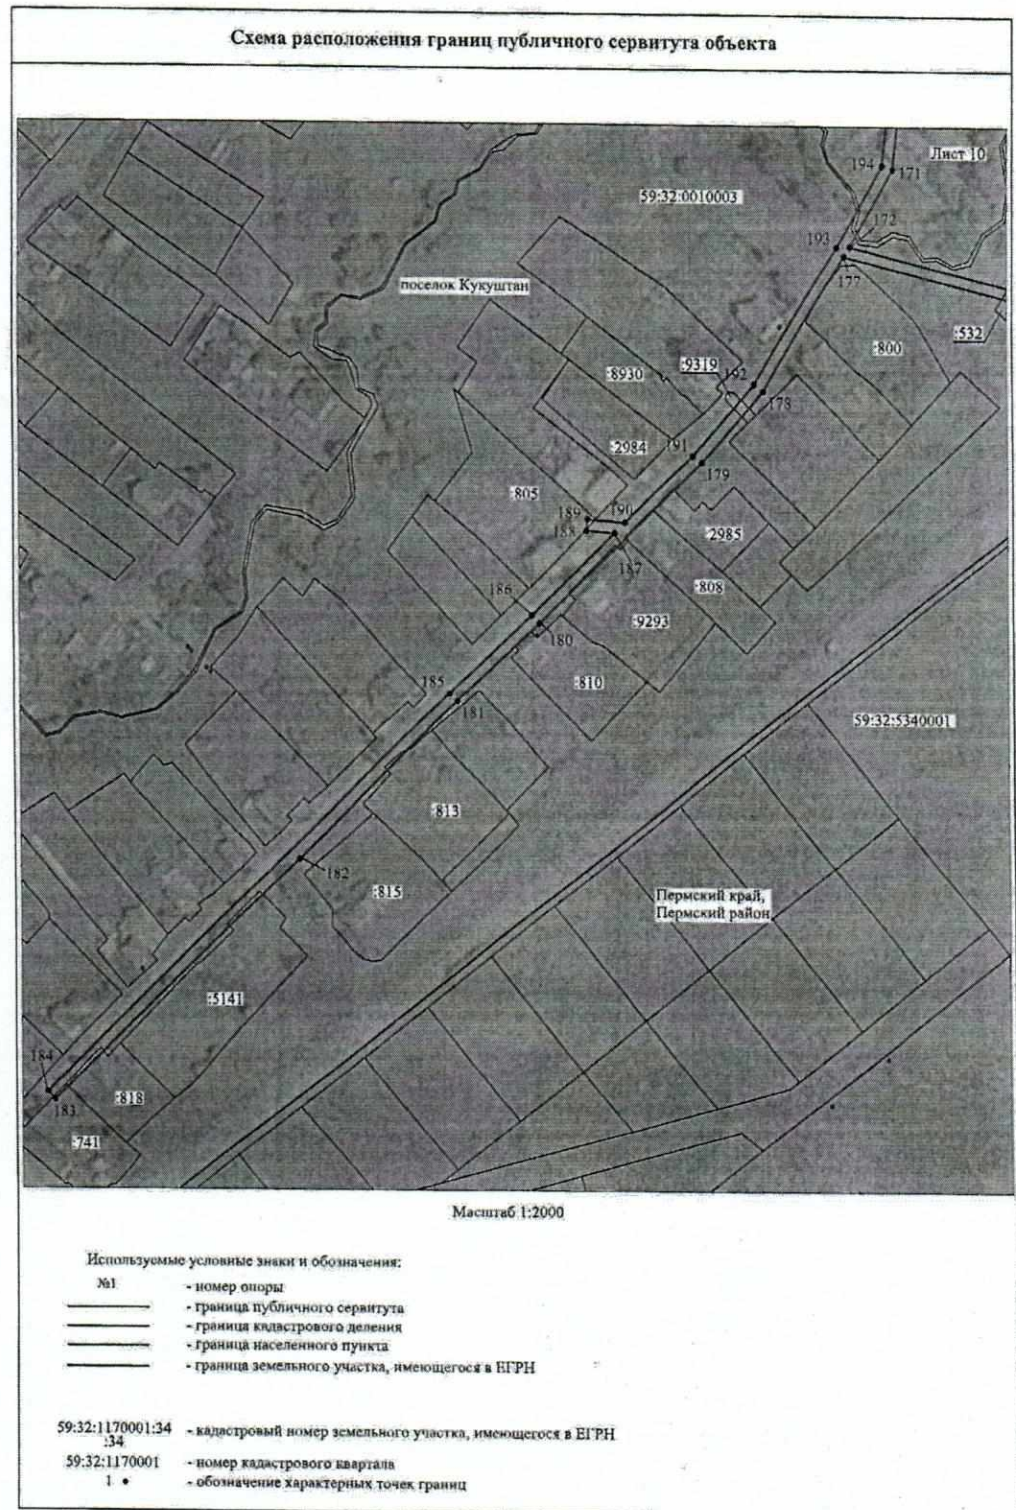 Схема расположения границ публичного сервитута объекта
Лист 10
194
171
59:32:0010003
172
193
177
поселок Кукуштан
:532
:800
:9319
:8930
192
178
191
:2984
179
:805
189
190
188
:2985
187
:808
186
:9293
180
:810
185
181
59:32:5340001
:813
182
:815
Пермский край,
Пермский район
:5141
184
183
:818
:741
Масштаб 1:2000
Используемые условные знаки и обозначения:
№1 - номер опоры
- граница публичного сервитута
- граница кадастрового деления
- граница населенного пункта
- граница земельного участка, имеющегося в ЕГРН
59:32:1170001:34 - кадастровый номер земельного участка, имеющегося в ЕГРН
:34
59:32:1170001 - номер кадастрового квартала
1 • - обозначение характерных точек границ